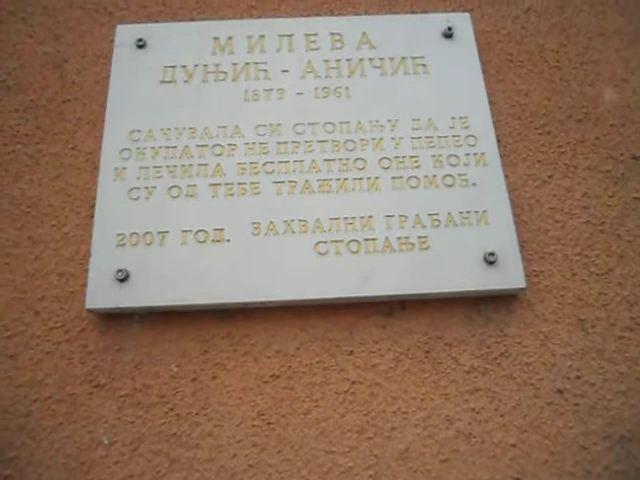 МИЛЕВА
ДУЊИЋ - АНИЧИЋ
1879 - 1961
САЧУВАЛА СИ СТОПАЊУ ДА ЈЕ
ОКУПАТОР НЕ ПРЕТВОРИ У ПЕПЕО
И ЛЕЧИЛА БЕСПЛАТНО ОНЕ КОЈИ
СУ ОД ТЕБЕ ТРАЖИЛИ ПОМОЋ.
2007 ГОД. ЗАХВАЛНИ ГРАЂАНИ
СТОПАЊЕ